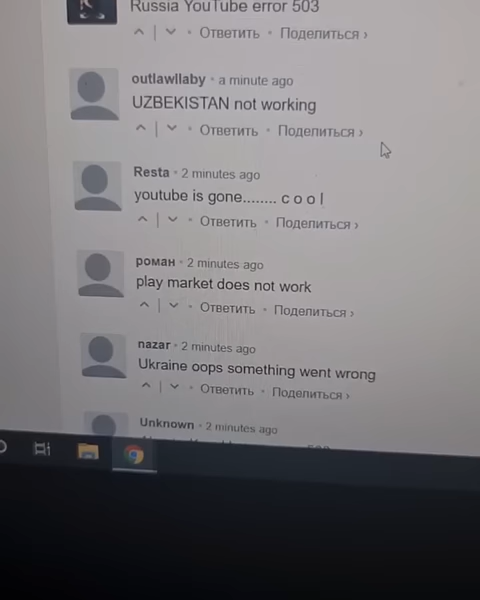 Russia YouTube error 503
Ответить • Поделиться ›
outlawllaby • a minute ago
UZBEKISTAN not working
Ответить • Поделиться ›
Resta • 2 minutes ago
youtube is gone........ c o o l
Ответить • Поделиться ›
роман • 2 minutes ago
play market does not work
Ответить • Поделиться ›
nazar • 2 minutes ago
Ukraine oops something went wrong
Ответить • Поделиться ›
Unknown • 2 minutes ago